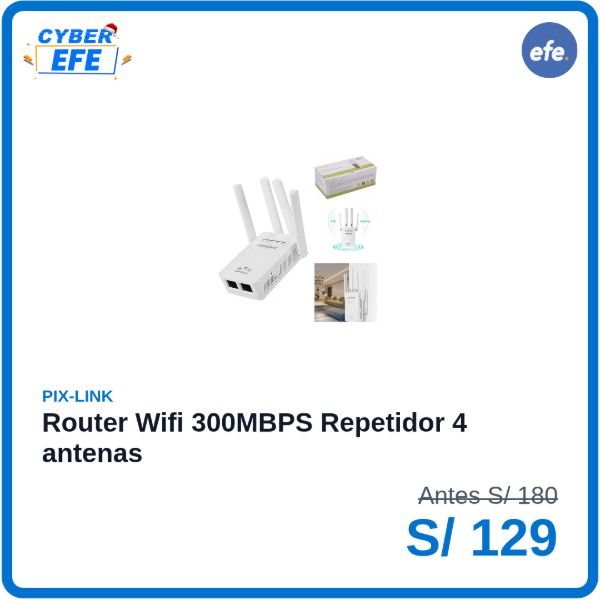 CYBER
EFE
efe.
PIX-LINK
Router Wifi 300MBPS Repetidor 4
antenas
Antes S/ 180
S/ 129